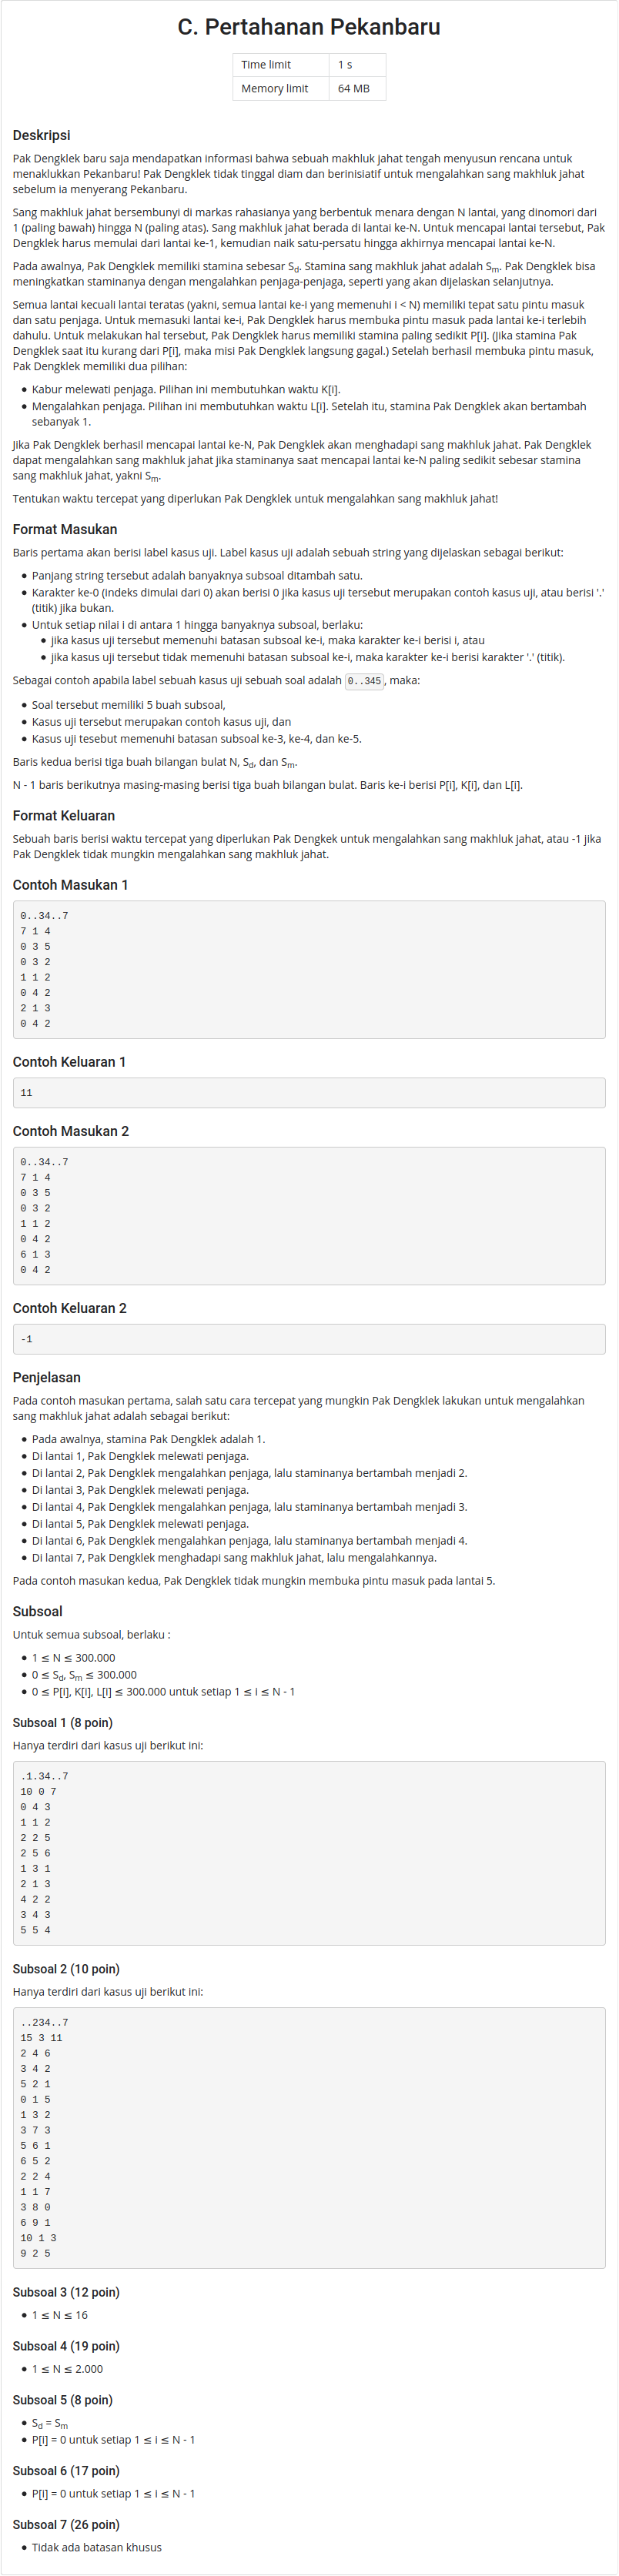 C. Pertahanan Pekanbaru
Time limit 1 s
Memory limit 64 MB
Deskripsi
Pak Dengklek baru saja mendapatkan informasi bahwa sebuah makhluk jahat tengah menyusun rencana untuk
menaklukkan Pekanbaru! Pak Dengklek tidak tinggal diam dan berinisiatif untuk mengalahkan sang makhluk jahat
sebelum ia menyerang Pekanbaru.
Sang makhluk jahat bersembunyi di markas rahasianya yang berbentuk menara dengan N lantai, yang dinomori dari
1 (paling bawah) hingga N (paling atas). Sang makhluk jahat berada di lantai ke-N. Untuk mencapai lantai tersebut, Pak
Dengklek harus memulai dari lantai ke-1, kemudian naik satu-persatu hingga akhirnya mencapai lantai ke-N.
Pada awalnya, Pak Dengklek memiliki stamina sebesar Sd. Stamina sang makhluk jahat adalah Sm. Pak Dengklek bisa
meningkatkan staminanya dengan mengalahkan penjaga-penjaga, seperti yang akan dijelaskan selanjutnya.
Semua lantai kecuali lantai teratas (yakni, semua lantai ke-i yang memenuhi i < N) memiliki tepat satu pintu masuk
dan satu penjaga. Untuk memasuki lantai ke-i, Pak Dengklek harus membuka pintu masuk pada lantai ke-i terlebih
dahulu. Untuk melakukan hal tersebut, Pak Dengklek harus memiliki stamina paling sedikit P[i]. (Jika stamina Pak
Dengklek saat itu kurang dari P[i], maka misi Pak Dengklek langsung gagal.) Setelah berhasil membuka pintu masuk,
Pak Dengklek memiliki dua pilihan:
• Kabur melewati penjaga. Pilihan ini membutuhkan waktu K[i].
• Mengalahkan penjaga. Pilihan ini membutuhkan waktu L[i]. Setelah itu, stamina Pak Dengklek akan bertambah
sebanyak 1.
Jika Pak Dengklek berhasil mencapai lantai ke-N, Pak Dengklek akan menghadapi sang makhluk jahat. Pak Dengklek
dapat mengalahkan sang makhluk jahat jika staminanya saat mencapai lantai ke-N paling sedikit sebesar stamina
sang makhluk jahat, yakni Sm.
Tentukan waktu tercepat yang diperlukan Pak Dengklek untuk mengalahkan sang makhluk jahat!
Format Masukan
Baris pertama akan berisi label kasus uji. Label kasus uji adalah sebuah string yang dijelaskan sebagai berikut:
• Panjang string tersebut adalah banyaknya subsoal ditambah satu.
• Karakter ke-0 (indeks dimulai dari 0) akan berisi 0 jika kasus uji tersebut merupakan contoh kasus uji, atau berisi '.'
(titik) jika bukan.
• Untuk setiap nilai i di antara 1 hingga banyaknya subsoal, berlaku:
• jika kasus uji tersebut memenuhi batasan subsoal ke-i, maka karakter ke-i berisi i, atau
• jika kasus uji tersebut tidak memenuhi batasan subsoal ke-i, maka karakter ke-i berisi karakter '.' (titik).
Sebagai contoh apabila label sebuah kasus uji sebuah soal adalah 0..345, maka:
• Soal tersebut memiliki 5 buah subsoal,
• Kasus uji tersebut merupakan contoh kasus uji, dan
• Kasus uji tesebut memenuhi batasan subsoal ke-3, ke-4, dan ke-5.
Baris kedua berisi tiga buah bilangan bulat N, Sd, dan Sm.
N - 1 baris berikutnya masing-masing berisi tiga buah bilangan bulat. Baris ke-i berisi P[i], K[i], dan L[i].
Format Keluaran
Sebuah baris berisi waktu tercepat yang diperlukan Pak Dengkek untuk mengalahkan sang makhluk jahat, atau -1 jika
Pak Dengklek tidak mungkin mengalahkan sang makhluk jahat.
Contoh Masukan 1
0..34..7
7 1 4
0 3 5
0 3 2
1 1 2
0 4 2
2 1 3
0 4 2
Contoh Keluaran 1
11
Contoh Masukan 2
0..34..7
7 1 4
0 3 5
0 3 2
1 1 2
0 4 2
6 1 3
0 4 2
Contoh Keluaran 2
-1
Penjelasan
Pada contoh masukan pertama, salah satu cara tercepat yang mungkin Pak Dengklek lakukan untuk mengalahkan
sang makhluk jahat adalah sebagai berikut:
• Pada awalnya, stamina Pak Dengklek adalah 1.
• Di lantai 1, Pak Dengklek melewati penjaga.
• Di lantai 2, Pak Dengklek mengalahkan penjaga, lalu staminanya bertambah menjadi 2.
• Di lantai 3, Pak Dengklek melewati penjaga.
• Di lantai 4, Pak Dengklek mengalahkan penjaga, lalu staminanya bertambah menjadi 3.
• Di lantai 5, Pak Dengklek melewati penjaga.
• Di lantai 6, Pak Dengklek mengalahkan penjaga, lalu staminanya bertambah menjadi 4.
• Di lantai 7, Pak Dengklek menghadapi sang makhluk jahat, lalu mengalahkannya.
Pada contoh masukan kedua, Pak Dengklek tidak mungkin membuka pintu masuk pada lantai 5.
Subsoal
Untuk semua subsoal, berlaku :
• 1 ≤ N ≤ 300.000
• 0 ≤ Sd, Sm ≤ 300.000
• 0 ≤ P[i], K[i], L[i] ≤ 300.000 untuk setiap 1 ≤ i ≤ N - 1
Subsoal 1 (8 poin)
Hanya terdiri dari kasus uji berikut ini:
.1.34..7
10 0 7
0 4 3
1 1 2
2 2 5
2 5 6
1 3 1
2 1 3
4 2 2
3 4 3
5 5 4
Subsoal 2 (10 poin)
Hanya terdiri dari kasus uji berikut ini:
..234..7
15 3 11
2 4 6
3 4 2
5 2 1
0 1 5
1 3 2
3 7 3
5 6 1
6 5 2
2 2 4
1 1 7
3 8 0
6 9 1
10 1 3
9 2 5
Subsoal 3 (12 poin)
• 1 ≤ N ≤ 16
Subsoal 4 (19 poin)
• 1 ≤ N ≤ 2.000
Subsoal 5 (8 poin)
• Sd = Sm
• P[i] = 0 untuk setiap 1 ≤ i ≤ N - 1
Subsoal 6 (17 poin)
• P[i] = 0 untuk setiap 1 ≤ i ≤ N - 1
Subsoal 7 (26 poin)
• Tidak ada batasan khusus